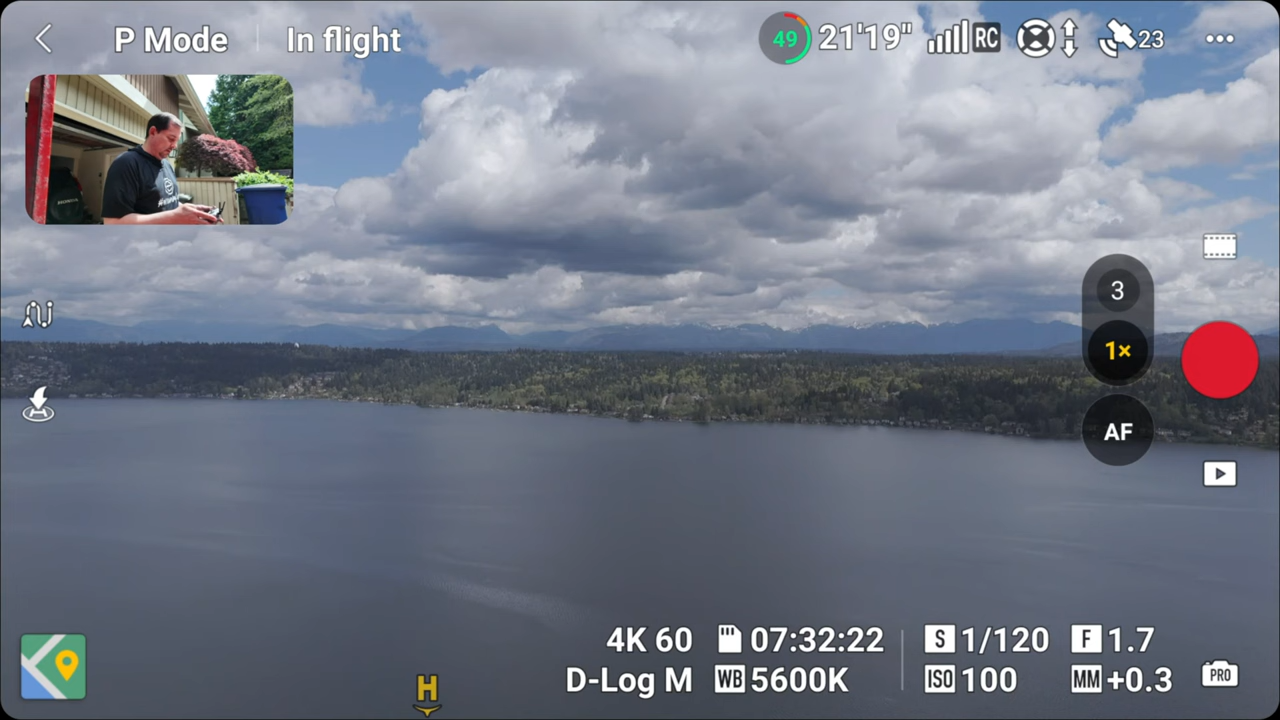 P Mode
In flight
49
21'19"
RC
23
HONDA
3
1×
AF
4K 60
07:32:22
S 1/120
F 1.7
D-Log M
WB 5600K
ISO 100
MM +0.3
PRO
H